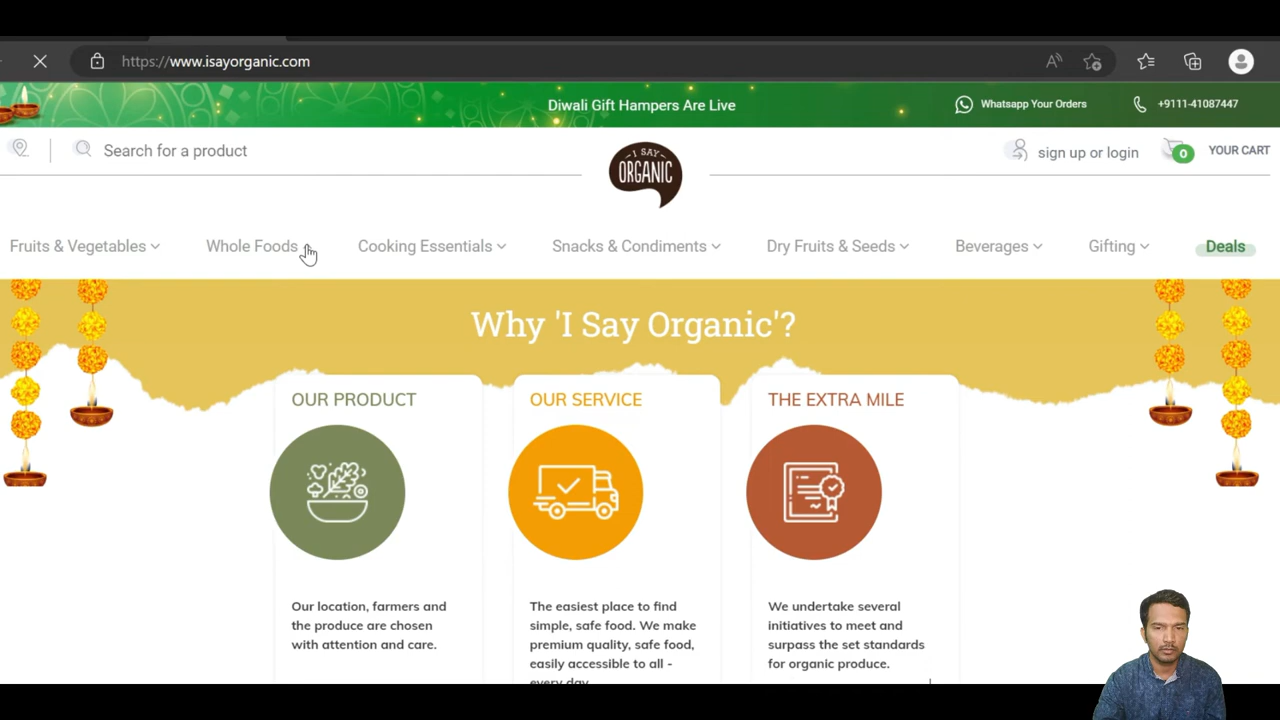 https://www.isayorganic.com
Diwali Gift Hampers Are Live
Whatsapp Your Orders
+9111-41087447
Search for a product
I SAY
ORGANIC
sign up or login
0
YOUR CART
Fruits & Vegetables
Whole Foods
Cooking Essentials
Snacks & Condiments
Dry Fruits & Seeds
Beverages
Gifting
Deals
Why 'I Say Organic'?
OUR PRODUCT
Our location, farmers and
the produce are chosen
with attention and care.
OUR SERVICE
The easiest place to find
simple, safe food. We make
premium quality, safe food,
easily accessible to all -
every day
THE EXTRA MILE
We undertake several
initiatives to meet and
surpass the set standards
for organic produce.